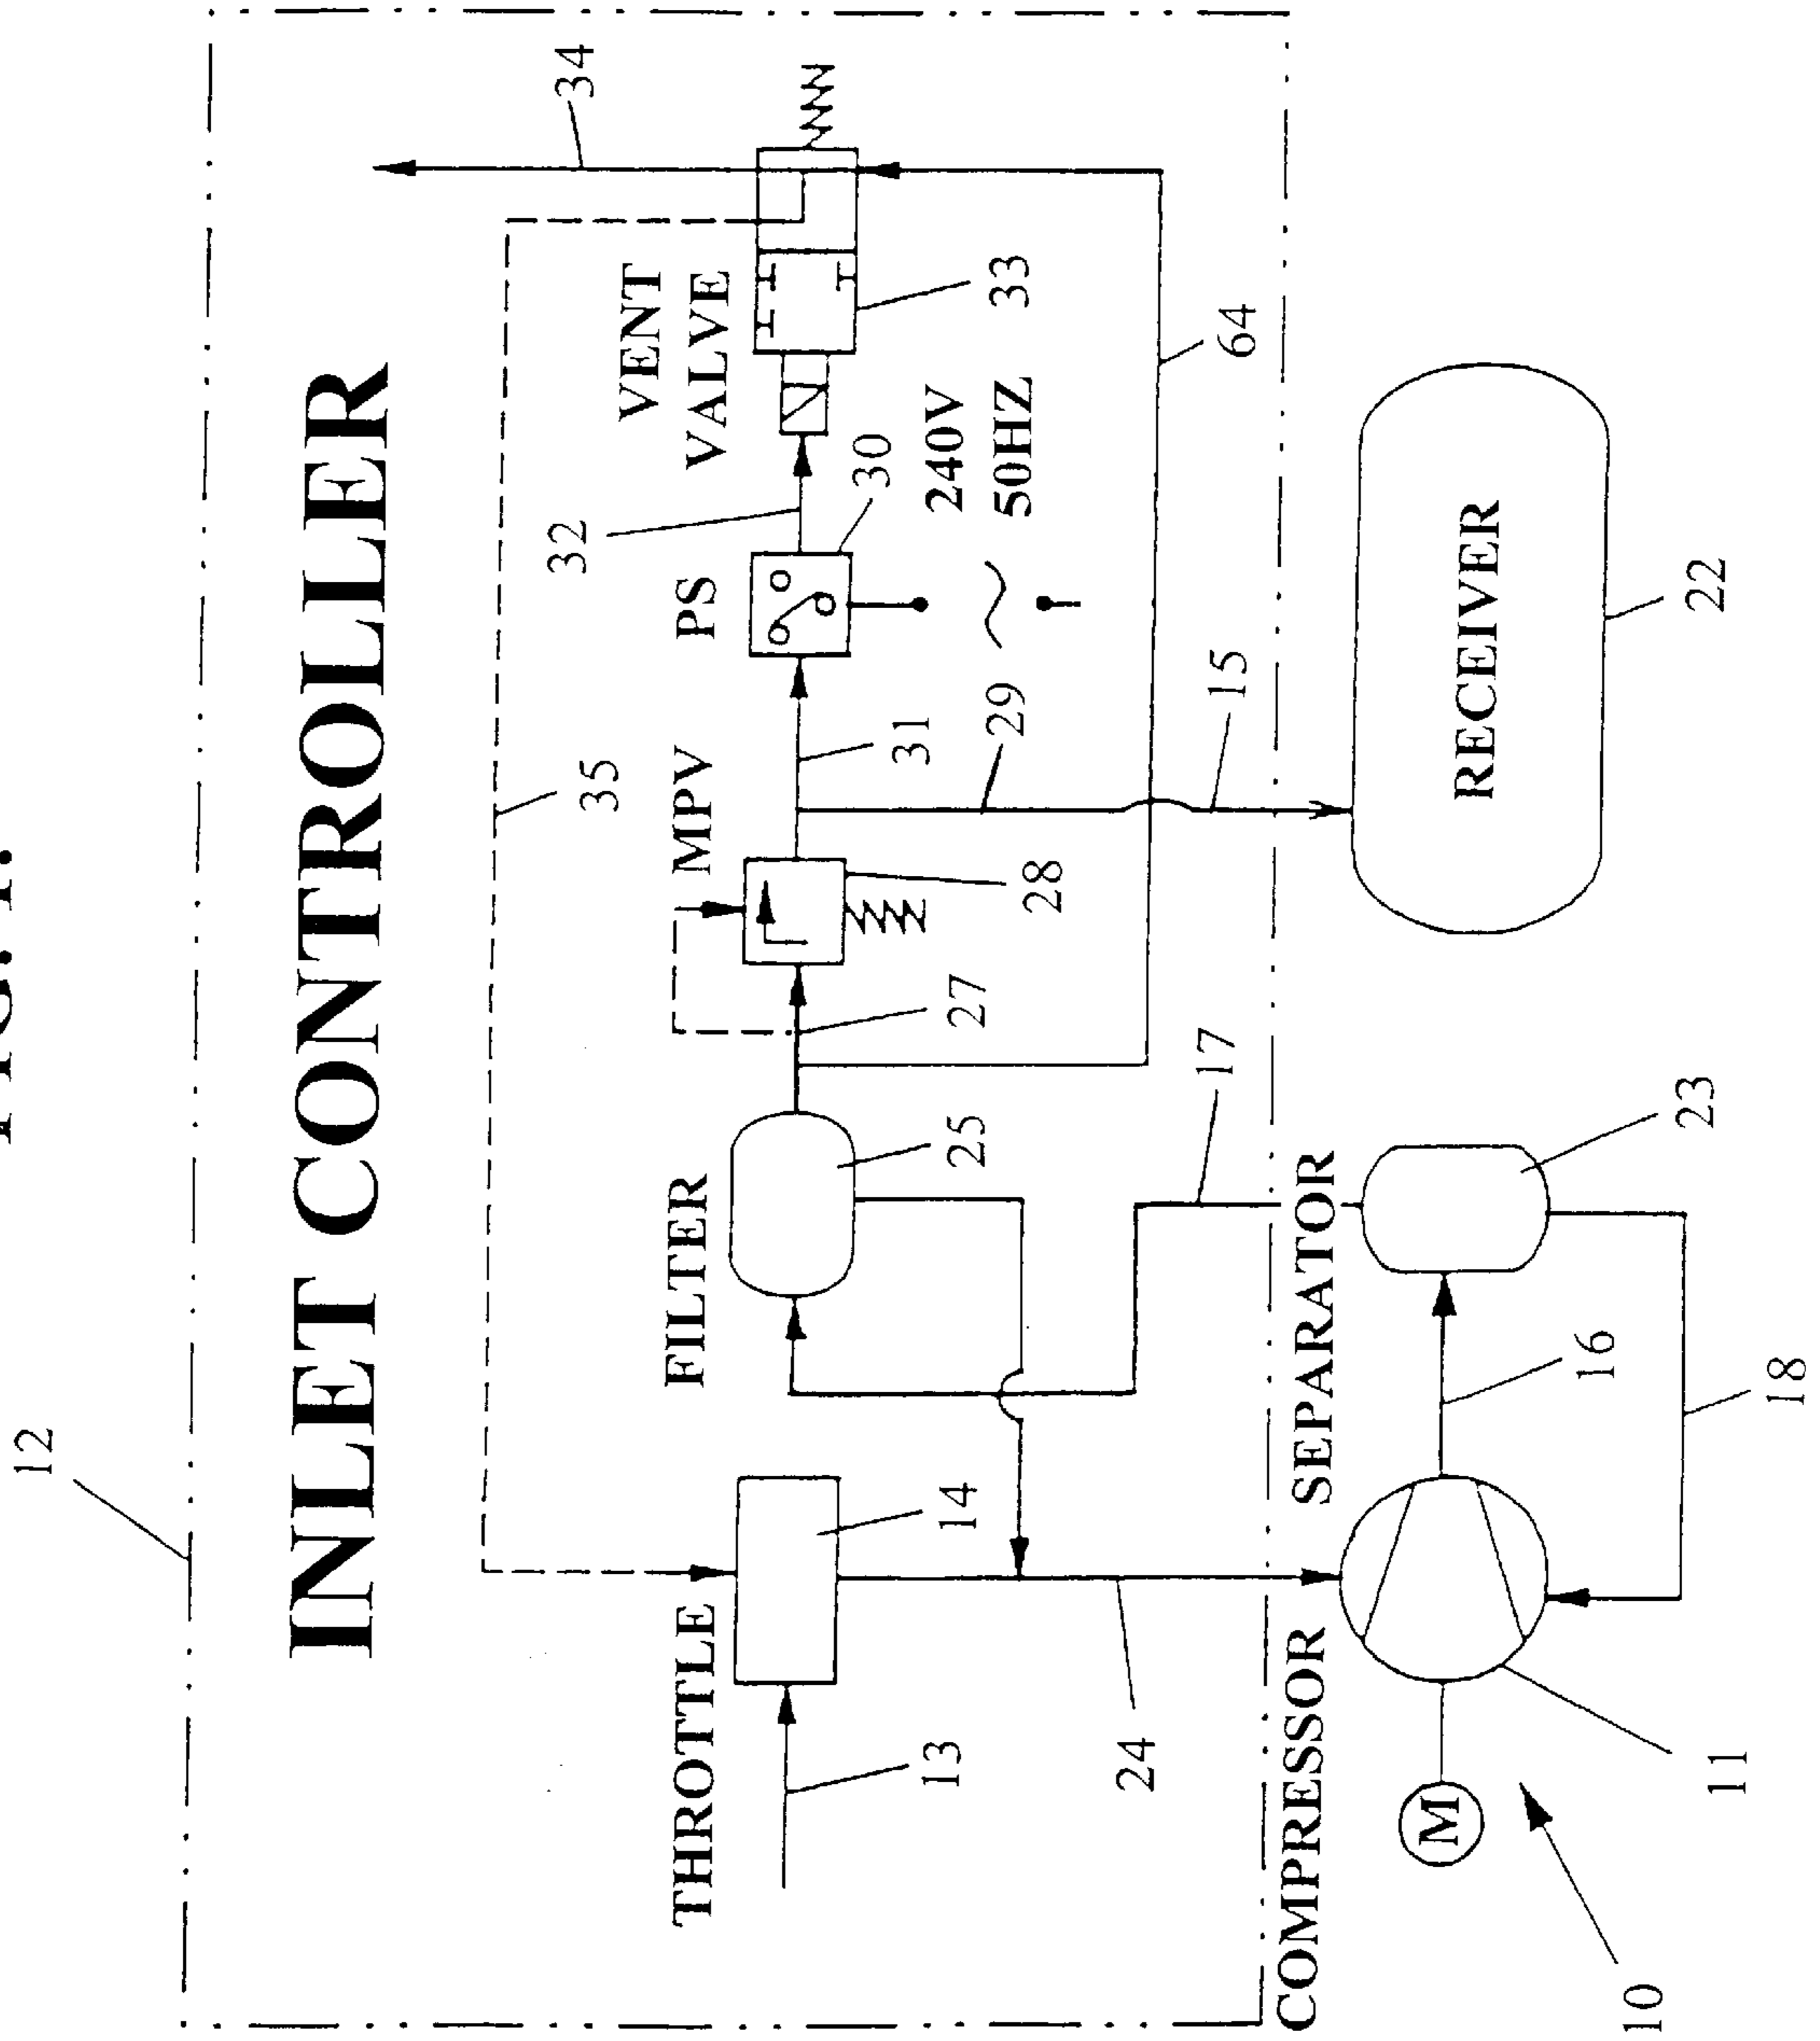 12
INLET CONTROLLER
34
35
32
THROTTLE
FILTER
MPV
PS
VENT
VALVE
13
14
25
27
28
31
29
30
240V
50HZ
33
24
17
15
64
COMPRESSOR
SEPARATOR
M
RECEIVER
16
23
22
10
11
18